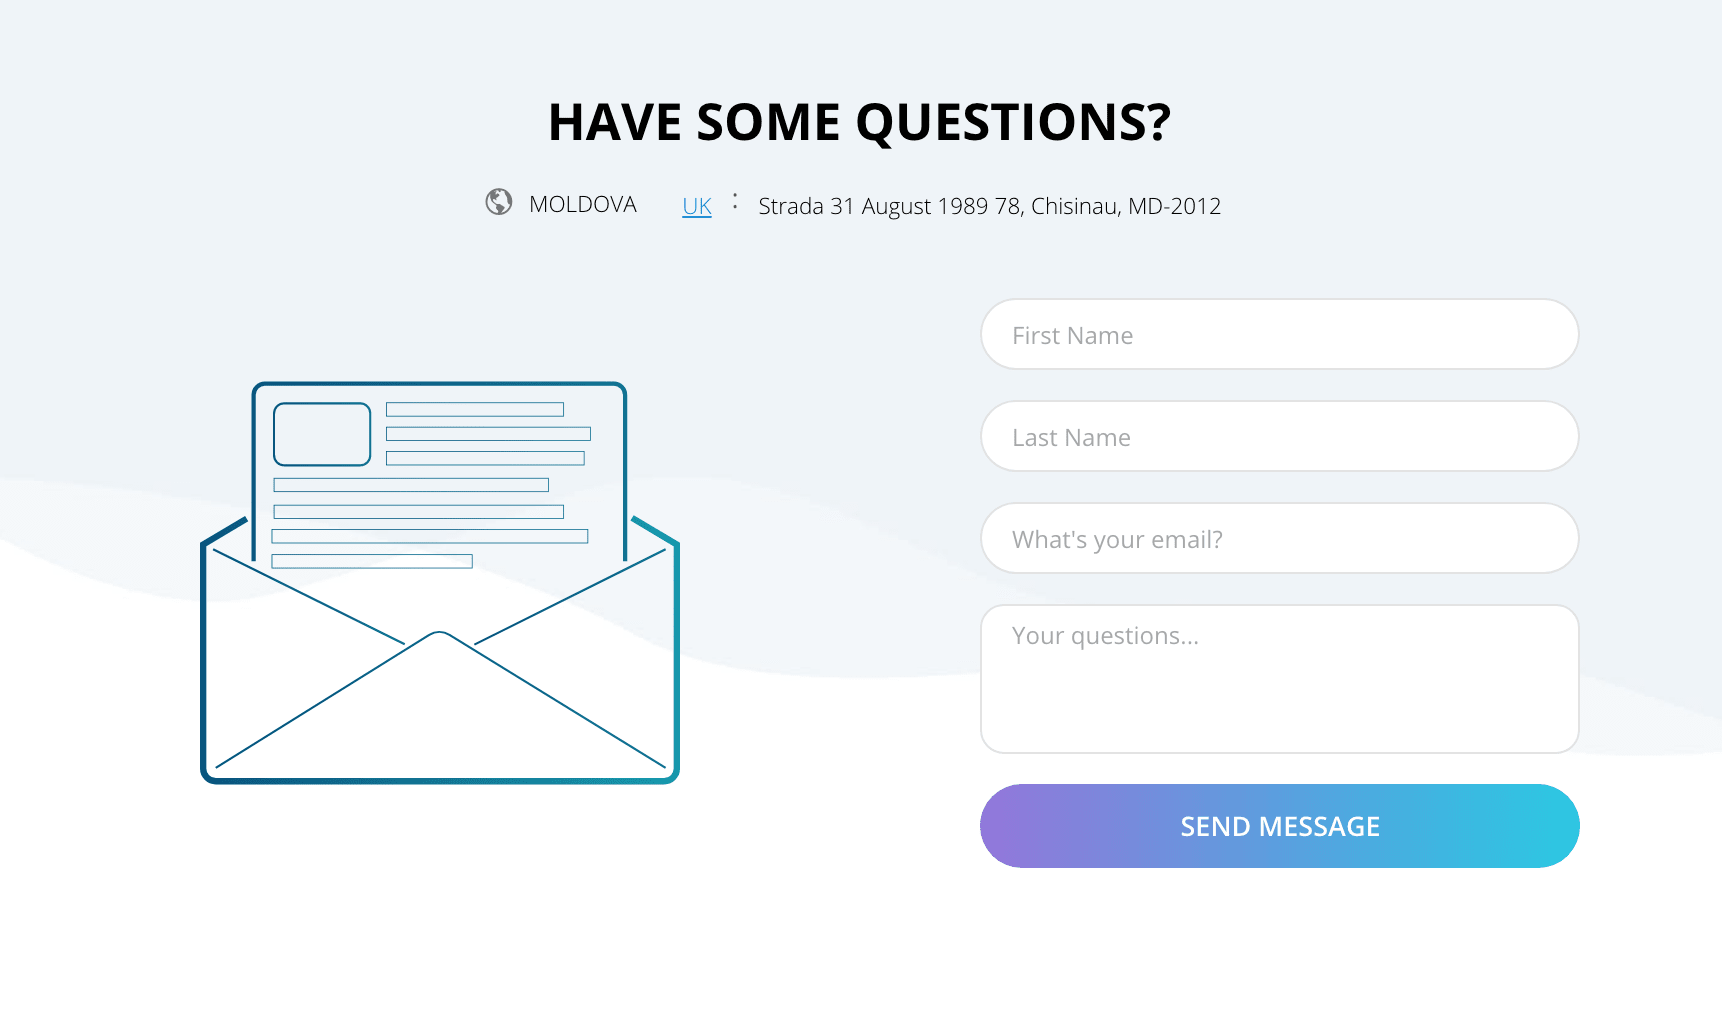 HAVE SOME QUESTIONS?
MOLDOVA UK : Strada 31 August 1989 78, Chisinau, MD-2012
First Name
Last Name
What's your email?
Your questions...
SEND MESSAGE